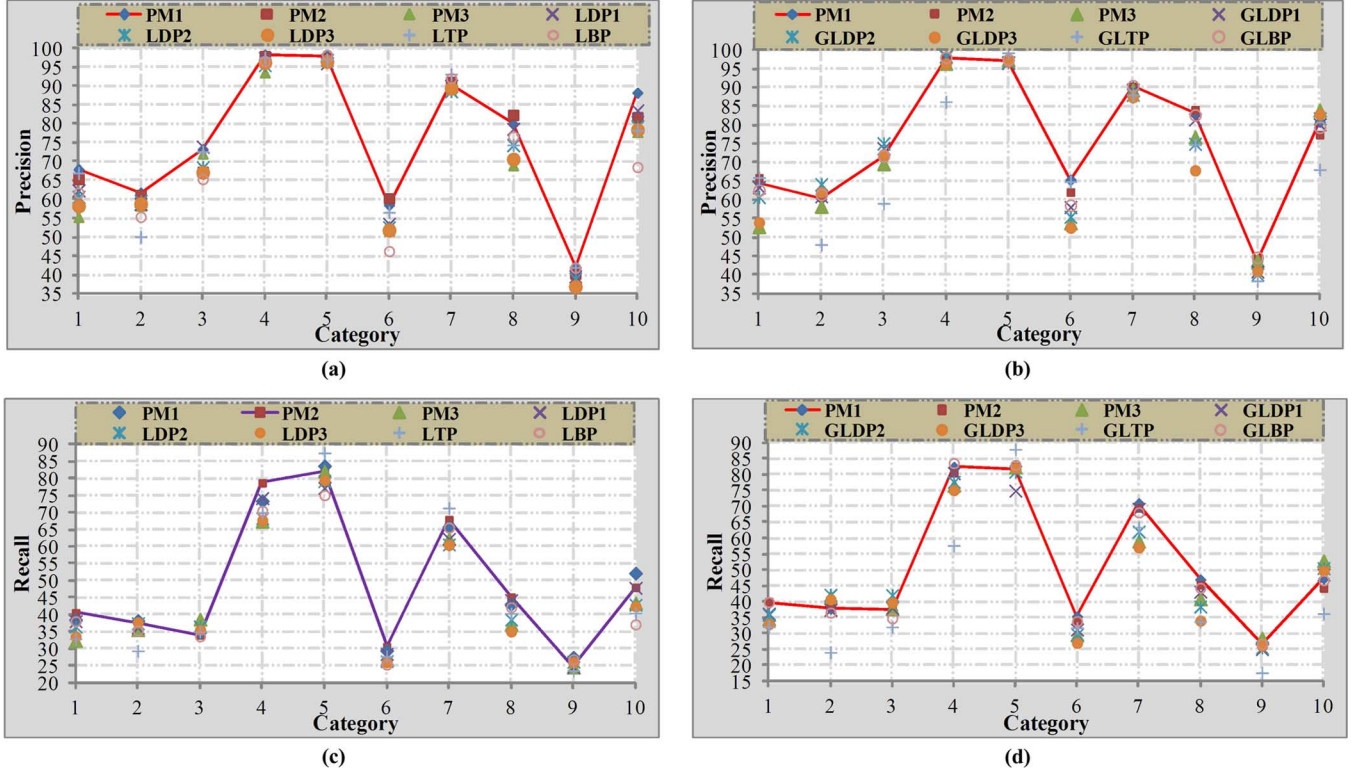 PM1 PM2 PM3 LDP1
LDP2 LDP3 LTP LBP
100
95
90
85
80
75
70
65
60
55
50
45
40
35
Precision
1 2 3 4 5 6 7 8 9 10
Category
(a)
PM1 PM2 PM3 GLDP1
GLDP2 GLDP3 GLTP GLBP
100
95
90
85
80
75
70
65
60
55
50
45
40
35
Precision
1 2 3 4 5 6 7 8 9 10
Category
(b)
PM1 PM2 PM3 LDP1
LDP2 LDP3 LTP LBP
90
85
80
75
70
65
60
55
50
45
40
35
30
25
20
Recall
1 2 3 4 5 6 7 8 9 10
Category
(c)
PM1 PM2 PM3 GLDP1
GLDP2 GLDP3 GLTP GLBP
90
85
80
75
70
65
60
55
50
45
40
35
30
25
20
15
Recall
1 2 3 4 5 6 7 8 9 10
Category
(d)